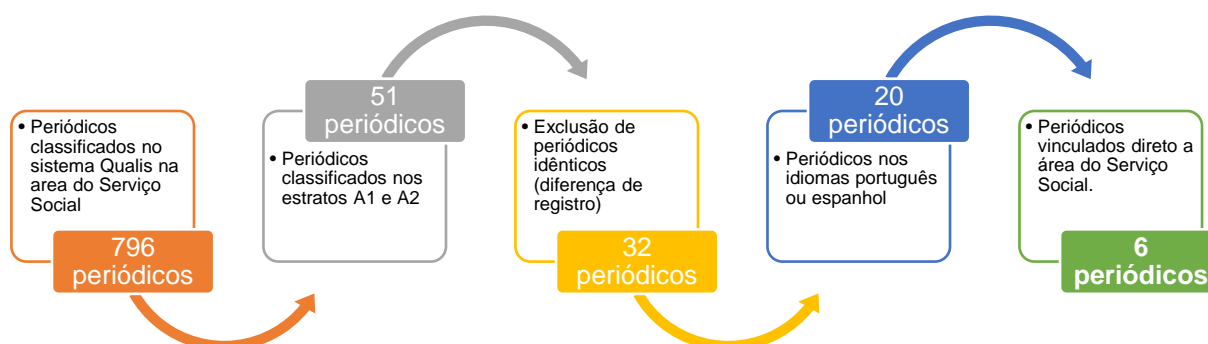 • Periódicos
classificados no
sistema Qualis na
area do Serviço
Social
796
periódicos
51
periódicos
• Periódicos
classificados nos
estratos A1 e A2
• Exclusão de
periódicos
idênticos
(diferença de
registro)
32
periódicos
20
periódicos
• Periódicos nos
idiomas português
ou espanhol
• Periódicos
vinculados direto a
área do Serviço
Social.
6
periódicos